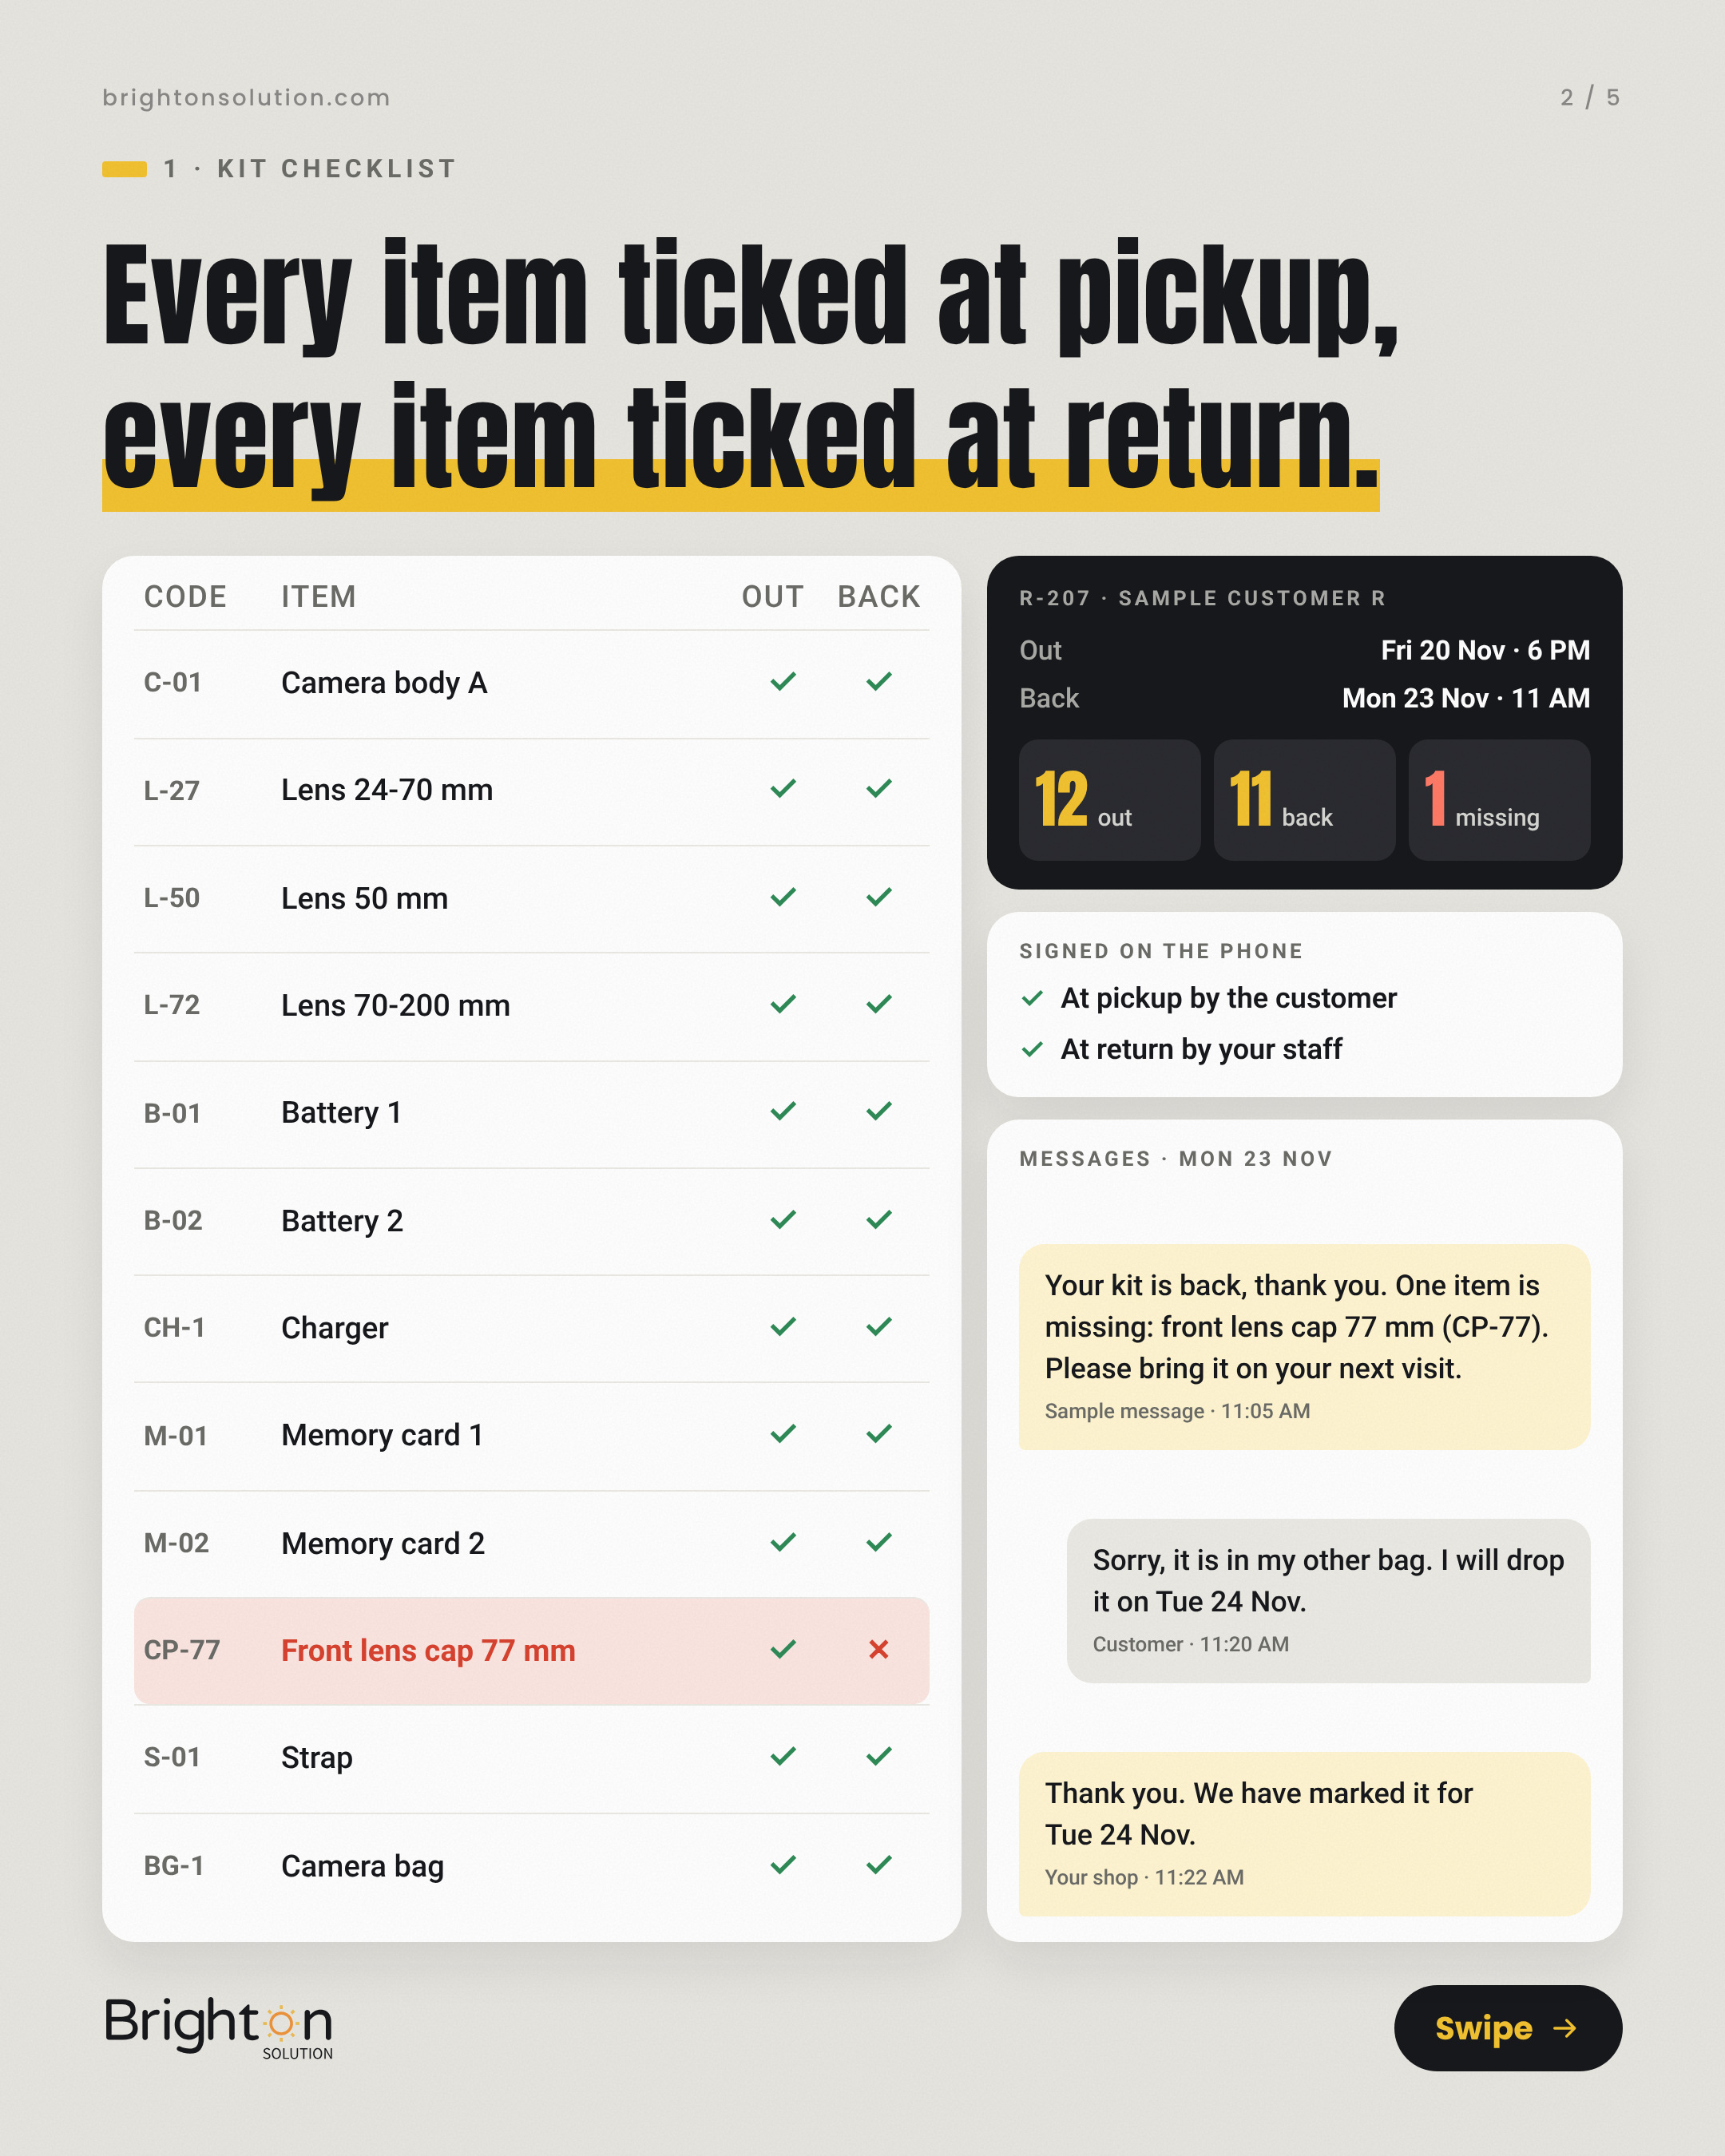 brightonsolution.com
2 / 5
1 · KIT CHECKLIST
Every item ticked at pickup,
every item ticked at return.
CODE ITEM OUT BACK
C-01 Camera body A ✓ ✓
L-27 Lens 24-70 mm ✓ ✓
L-50 Lens 50 mm ✓ ✓
L-72 Lens 70-200 mm ✓ ✓
B-01 Battery 1 ✓ ✓
B-02 Battery 2 ✓ ✓
CH-1 Charger ✓ ✓
M-01 Memory card 1 ✓ ✓
M-02 Memory card 2 ✓ ✓
CP-77 Front lens cap 77 mm ✓ ✕
S-01 Strap ✓ ✓
BG-1 Camera bag ✓ ✓
R-207 · SAMPLE CUSTOMER R
Out Fri 20 Nov · 6 PM
Back Mon 23 Nov · 11 AM
12 out 11 back 1 missing
SIGNED ON THE PHONE
✓ At pickup by the customer
✓ At return by your staff
MESSAGES · MON 23 NOV
Your kit is back, thank you. One item is
missing: front lens cap 77 mm (CP-77).
Please bring it on your next visit.
Sample message · 11:05 AM
Sorry, it is in my other bag. I will drop
it on Tue 24 Nov.
Customer · 11:20 AM
Thank you. We have marked it for
Tue 24 Nov.
Your shop · 11:22 AM
Brighton
SOLUTION
Swipe →